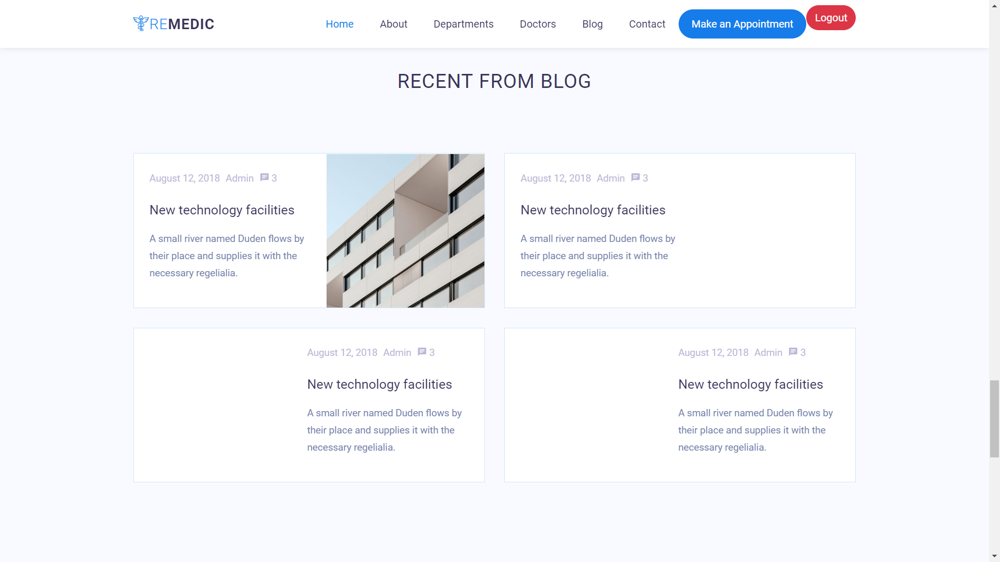 REMEDIC
Home
About
Departments
Doctors
Blog
Contact
Make an Appointment
Logout
RECENT FROM BLOG
August 12, 2018 Admin 3
New technology facilities
A small river named Duden flows by
their place and supplies it with the
necessary regelialia.
August 12, 2018 Admin 3
New technology facilities
A small river named Duden flows by
their place and supplies it with the
necessary regelialia.
August 12, 2018 Admin 3
New technology facilities
A small river named Duden flows by
their place and supplies it with the
necessary regelialia.
August 12, 2018 Admin 3
New technology facilities
A small river named Duden flows by
their place and supplies it with the
necessary regelialia.